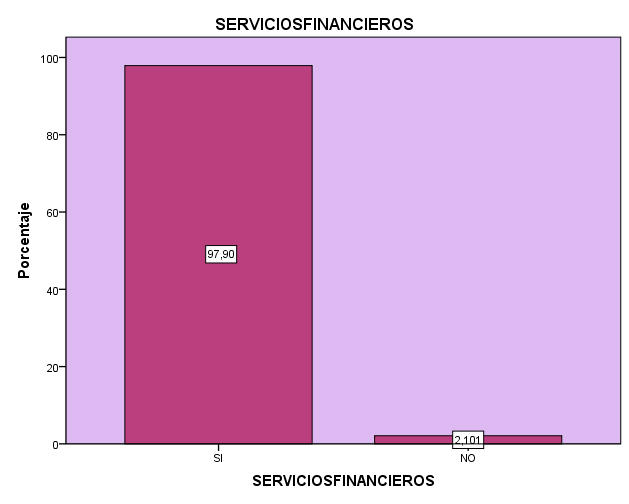 SERVICIOSFINANCIEROS
Porcentaje
100
80
60
40
20
0
97,90
2,101
SI
NO
SERVICIOSFINANCIEROS